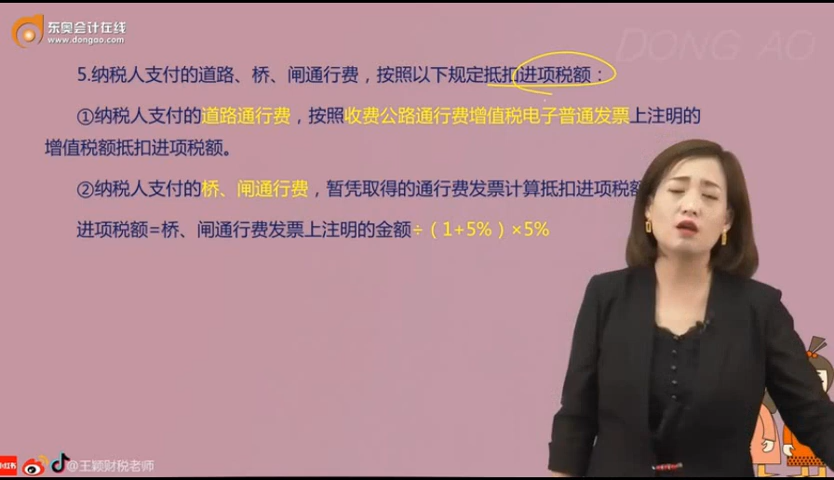 东奥会计在线
www.dongao.com
DONG AO
5.纳税人支付的道路、桥、闸通行费，按照以下规定抵扣进项税额：
①纳税人支付的道路通行费，按照收费公路通行费增值税电子普通发票上注明的
增值税额抵扣进项税额。
②纳税人支付的桥、闸通行费，暂凭取得的通行费发票计算抵扣进项税额
进项税额=桥、闸通行费发票上注明的金额÷（1+5%）×5%
小红书
@王颖财税老师